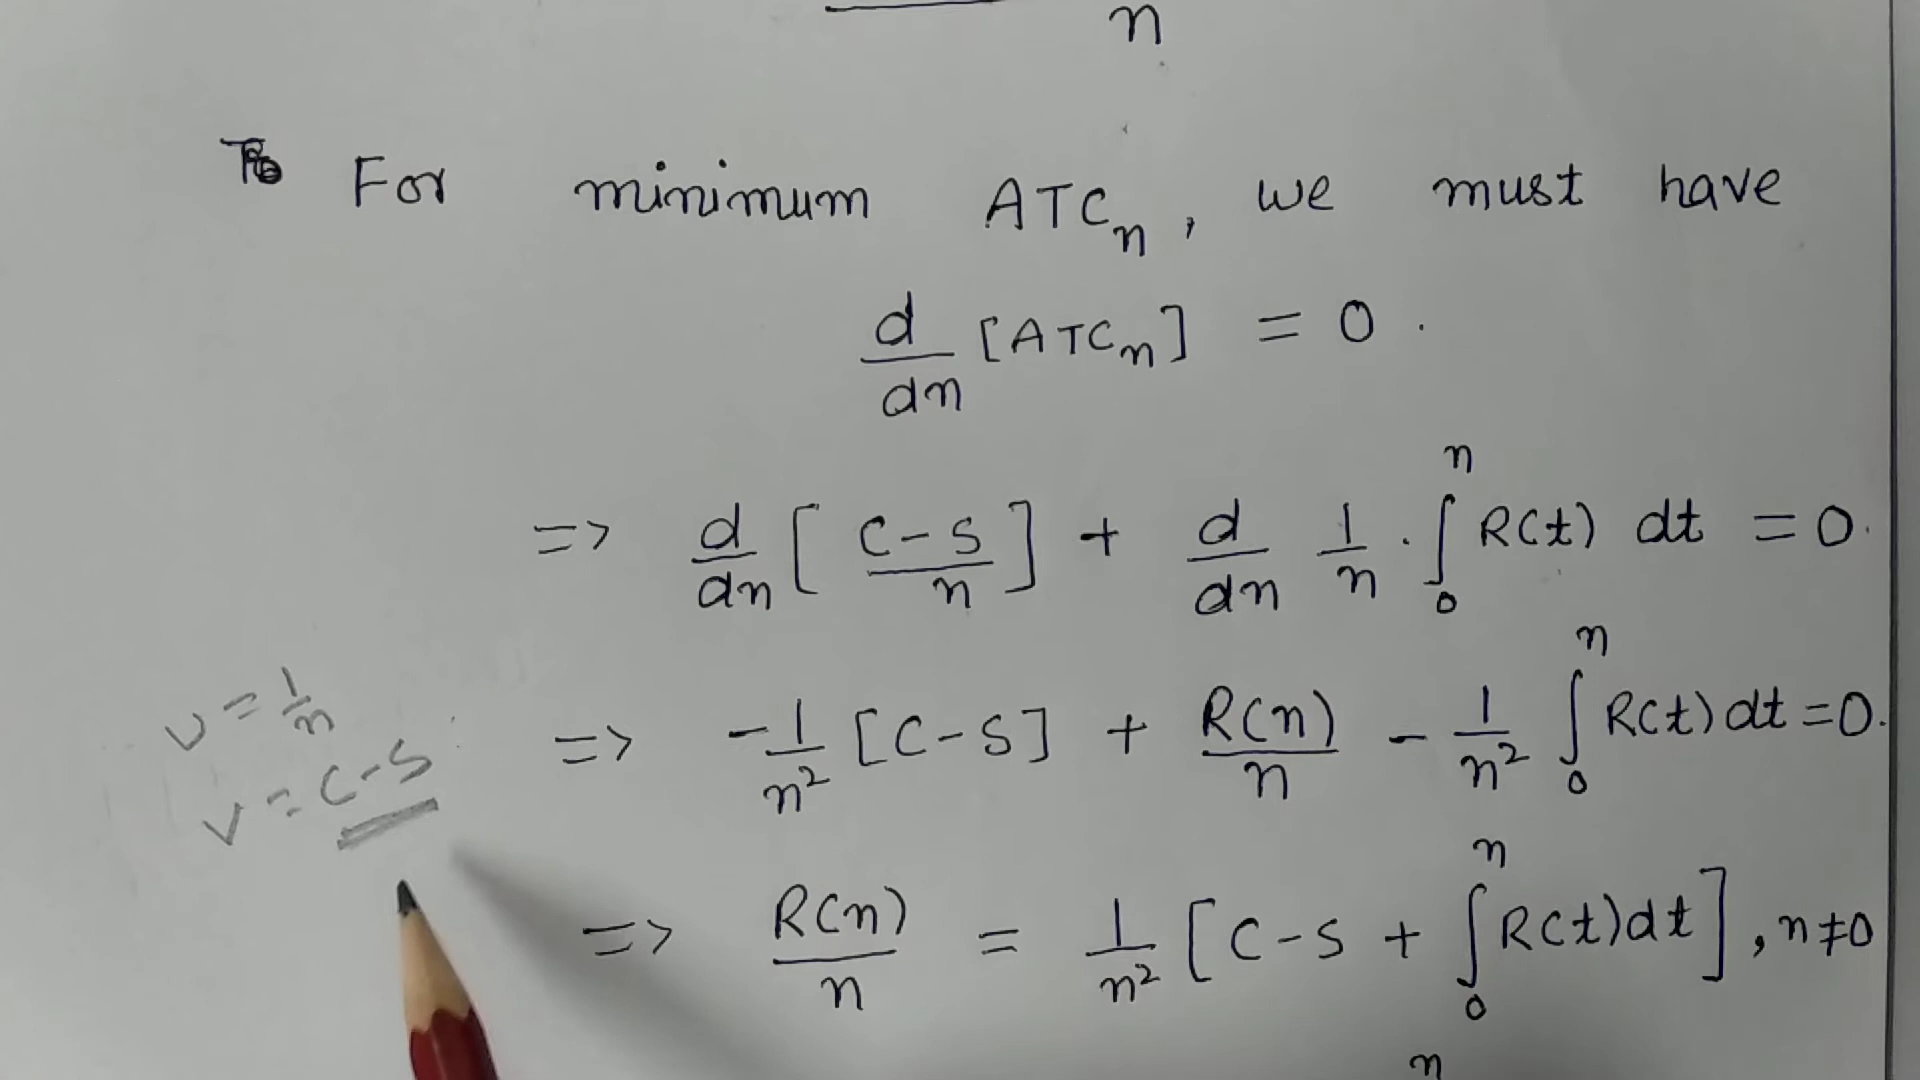 n
To For minimum ATCₙ, we must have
d/dn [ATCₙ] = 0.
=> d/dn [C-S/n] + d/dn 1/n . ∫₀ⁿ R(t) dt = 0.
U = 1/n
=> -1/n² [C-S] + R(n)/n - 1/n² ∫₀ⁿ R(t) dt = 0.
V = C-S
=> R(n)/n = 1/n² [C-S + ∫₀ⁿ R(t) dt], n≠0
n